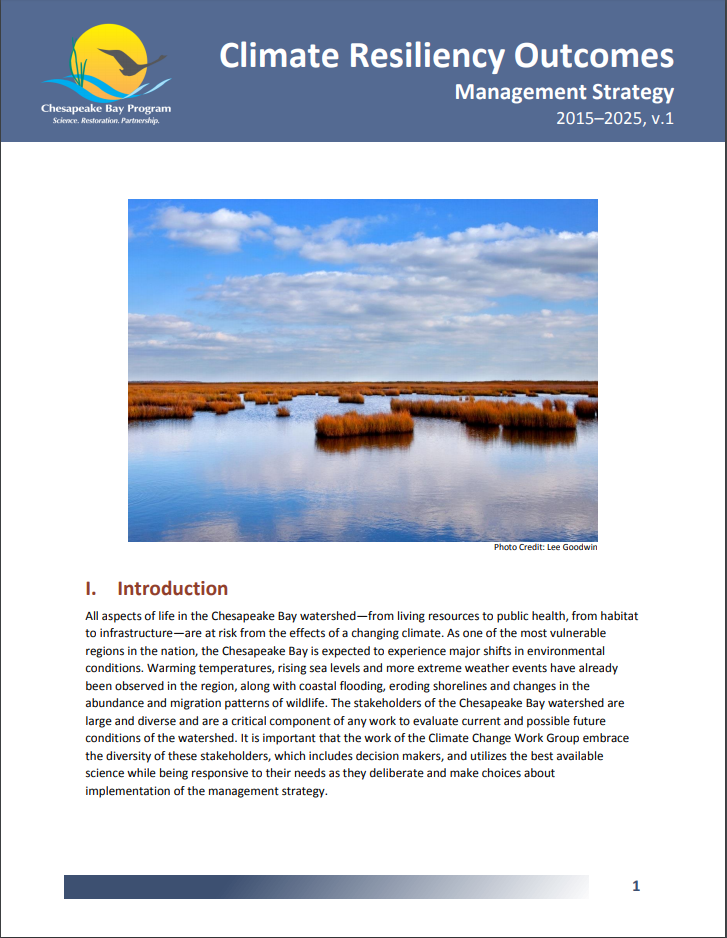 Climate Resiliency Outcomes
Management Strategy
2015–2025, v.1
Chesapeake Bay Program
Science. Restoration. Partnership.
Photo Credit: Lee Goodwin
I. Introduction
All aspects of life in the Chesapeake Bay watershed—from living resources to public health, from habitat
to infrastructure—are at risk from the effects of a changing climate. As one of the most vulnerable
regions in the nation, the Chesapeake Bay is expected to experience major shifts in environmental
conditions. Warming temperatures, rising sea levels and more extreme weather events have already
been observed in the region, along with coastal flooding, eroding shorelines and changes in the
abundance and migration patterns of wildlife. The stakeholders of the Chesapeake Bay watershed are
large and diverse and are a critical component of any work to evaluate current and possible future
conditions of the watershed. It is important that the work of the Climate Change Work Group embrace
the diversity of these stakeholders, which includes decision makers, and utilizes the best available
science while being responsive to their needs as they deliberate and make choices about
implementation of the management strategy.
1